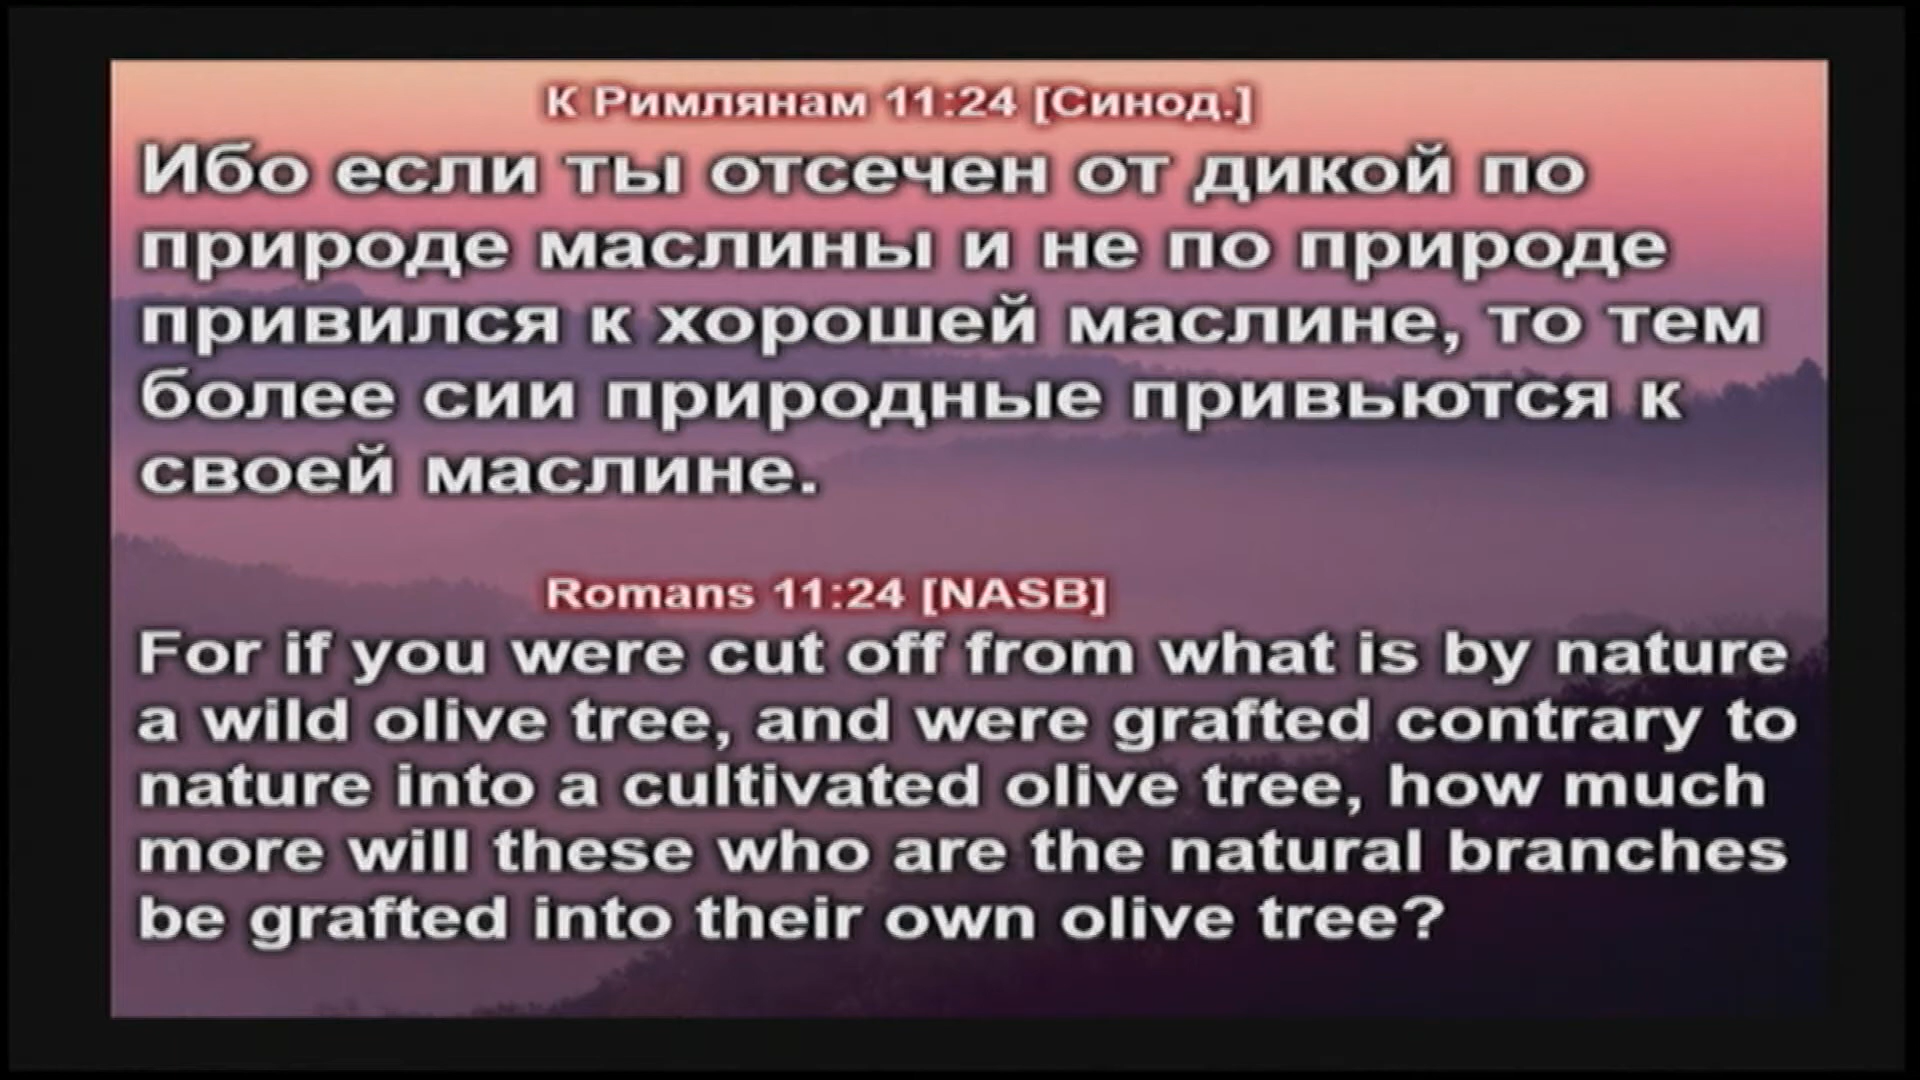 К Римлянам 11:24 [Синод.]
Ибо если ты отсечен от дикой по
природе маслины и не по природе
привился к хорошей маслине, то тем
более сии природные привьются к
своей маслине.
Romans 11:24 [NASB]
For if you were cut off from what is by nature
a wild olive tree, and were grafted contrary to
nature into a cultivated olive tree, how much
more will these who are the natural branches
be grafted into their own olive tree?